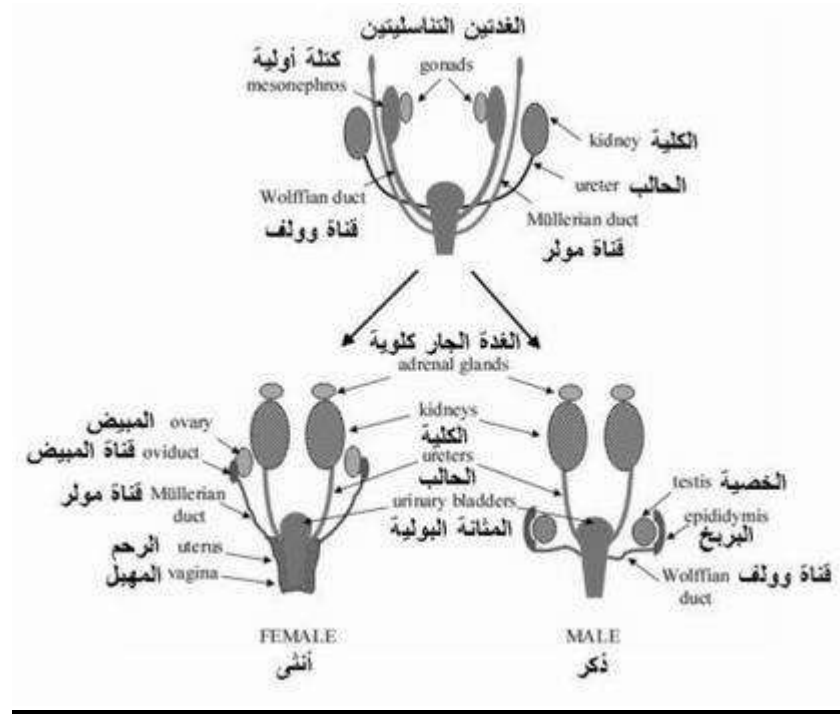 الغدتين التناسليتين
كتلة أولية
gonads
mesonephros
kidney الكلية
ureter الحالب
Wolffian duct
قناة وولف
Müllerian duct
قناة مولر
الغدة الجار كلوية
adrenal glands
المبيض ovary
قناة المبيض oviduct
قناة مولر Müllerian
duct
الرحم uterus
المهبل vagina
kidneys
الكلية
ureters
الحالب
urinary bladders
المثانة البولية
testis الخصية
epididymis
البربخ
Wolffian قناة وولف
duct
FEMALE
أنثى
MALE
ذكر